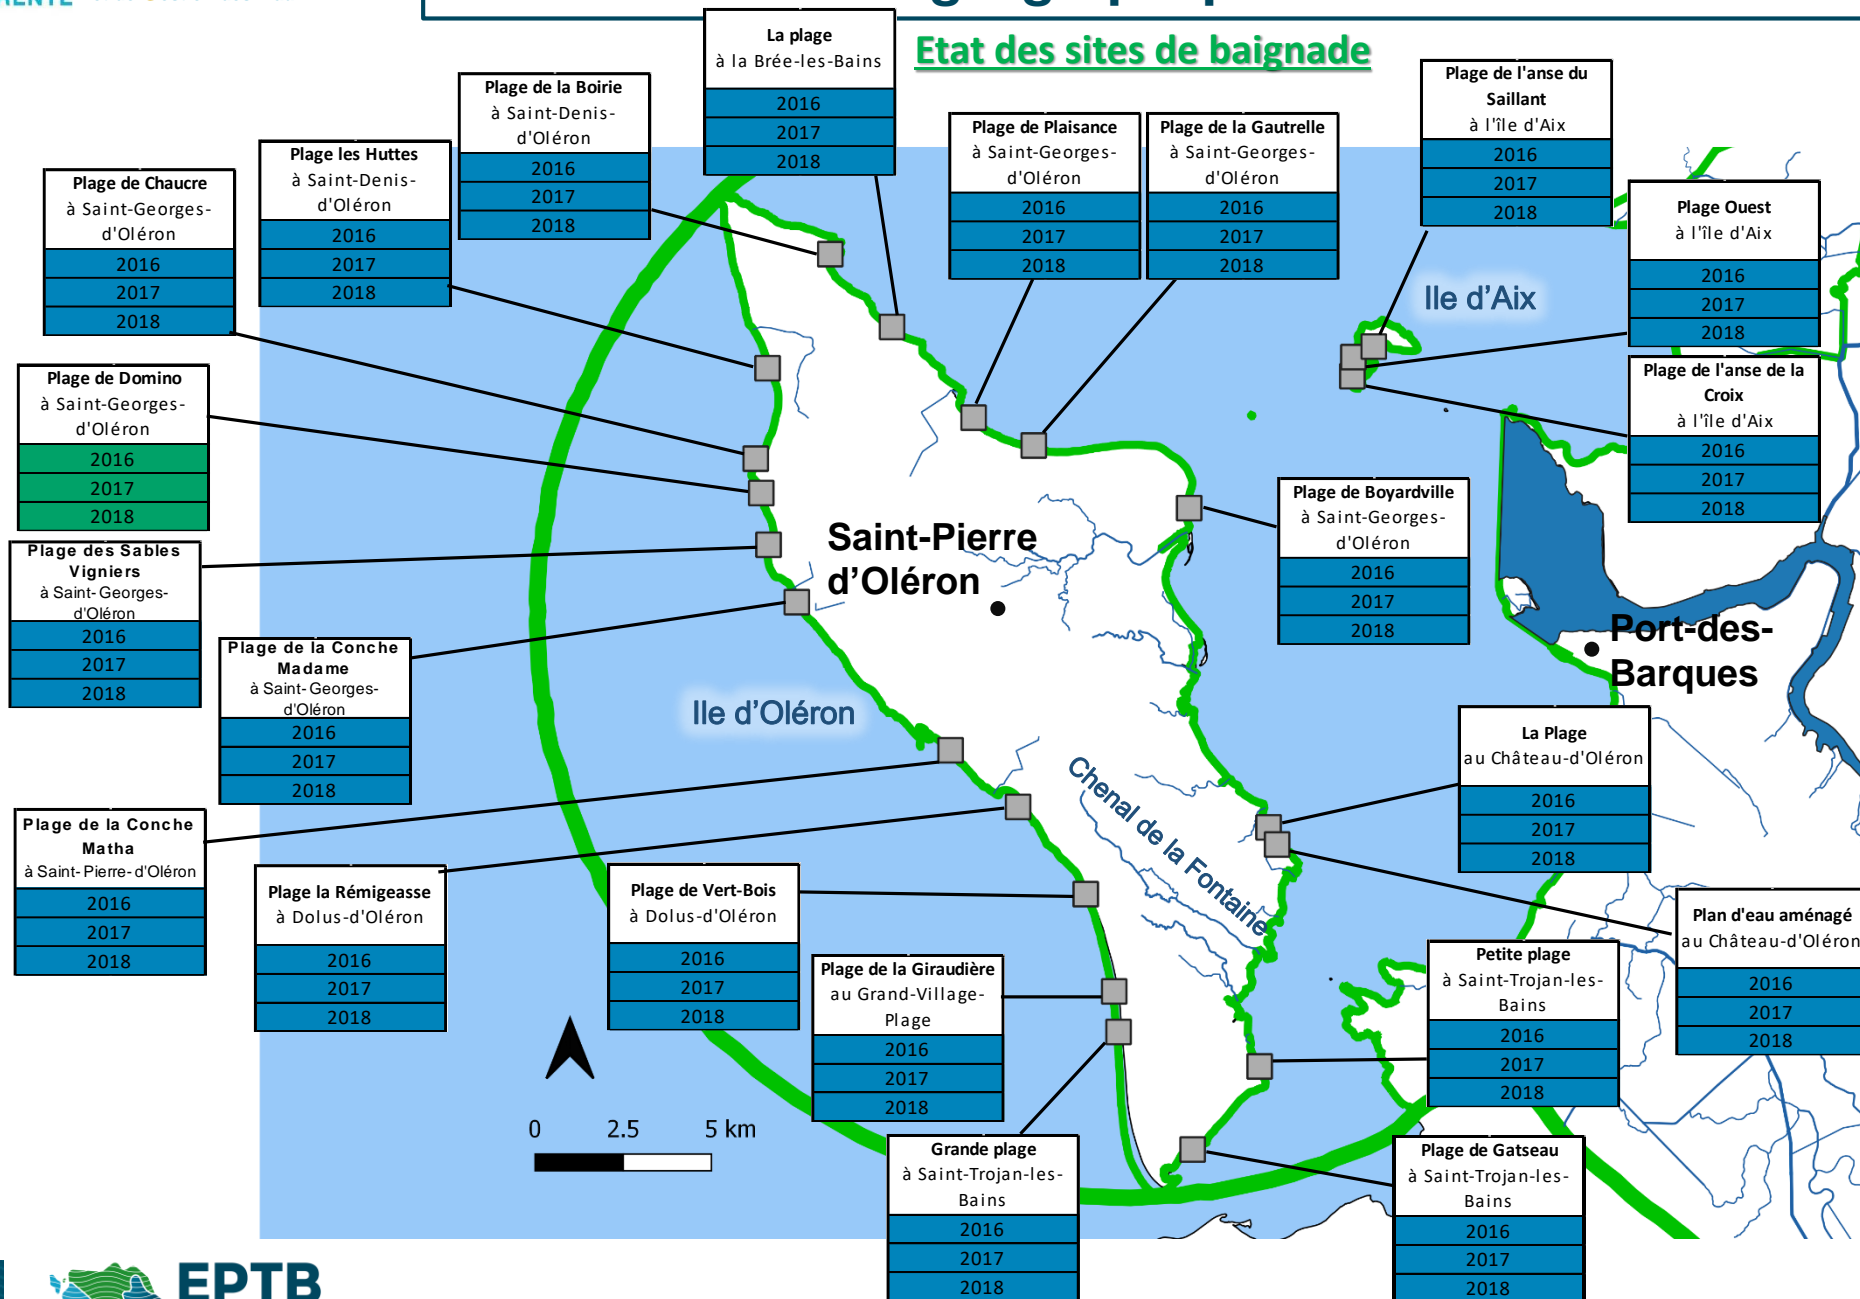 Etat des sites de baignade
La plage
à la Brée-les-Bains
2016
2017
2018
Plage de la Boirie
à Saint-Denis-
d'Oléron
2016
2017
2018
Plage les Huttes
à Saint-Denis-
d'Oléron
2016
2017
2018
Plage de Chaucre
à Saint-Georges-
d'Oléron
2016
2017
2018
Plage de Plaisance
à Saint-Georges-
d'Oléron
2016
2017
2018
Plage de la Gautrelle
à Saint-Georges-
d'Oléron
2016
2017
2018
Plage de l'anse du
Saillant
à l'île d'Aix
2016
2017
2018
Plage Ouest
à l'île d'Aix
2016
2017
2018
Ile d'Aix
Plage de l'anse de la
Croix
à l'île d'Aix
2016
2017
2018
Plage de Domino
à Saint-Georges-
d'Oléron
2016
2017
2018
Plage des Sables
Vigniers
à Saint-Georges-
d'Oléron
2016
2017
2018
Saint-Pierre
d'Oléron
Plage de Boyardville
à Saint-Georges-
d'Oléron
2016
2017
2018
Port-des-
Barques
Plage de la Conche
Madame
à Saint-Georges-
d'Oléron
2016
2017
2018
Ile d'Oléron
Chenal de la Fontaine
La Plage
au Château-d'Oléron
2016
2017
2018
Plage de la Conche
Matha
à Saint-Pierre-d'Oléron
2016
2017
2018
Plage la Rémigeasse
à Dolus-d'Oléron
2016
2017
2018
Plage de Vert-Bois
à Dolus-d'Oléron
2016
2017
2018
Plage de la Giraudière
au Grand-Village-
Plage
2016
2017
2018
Petite plage
à Saint-Trojan-les-
Bains
2016
2017
2018
Plan d'eau aménagé
au Château-d'Oléron
2016
2017
2018
0 2.5 5 km
Grande plage
à Saint-Trojan-les-
Bains
2016
2017
2018
Plage de Gatseau
à Saint-Trojan-les-
Bains
2016
2017
2018
EPTB